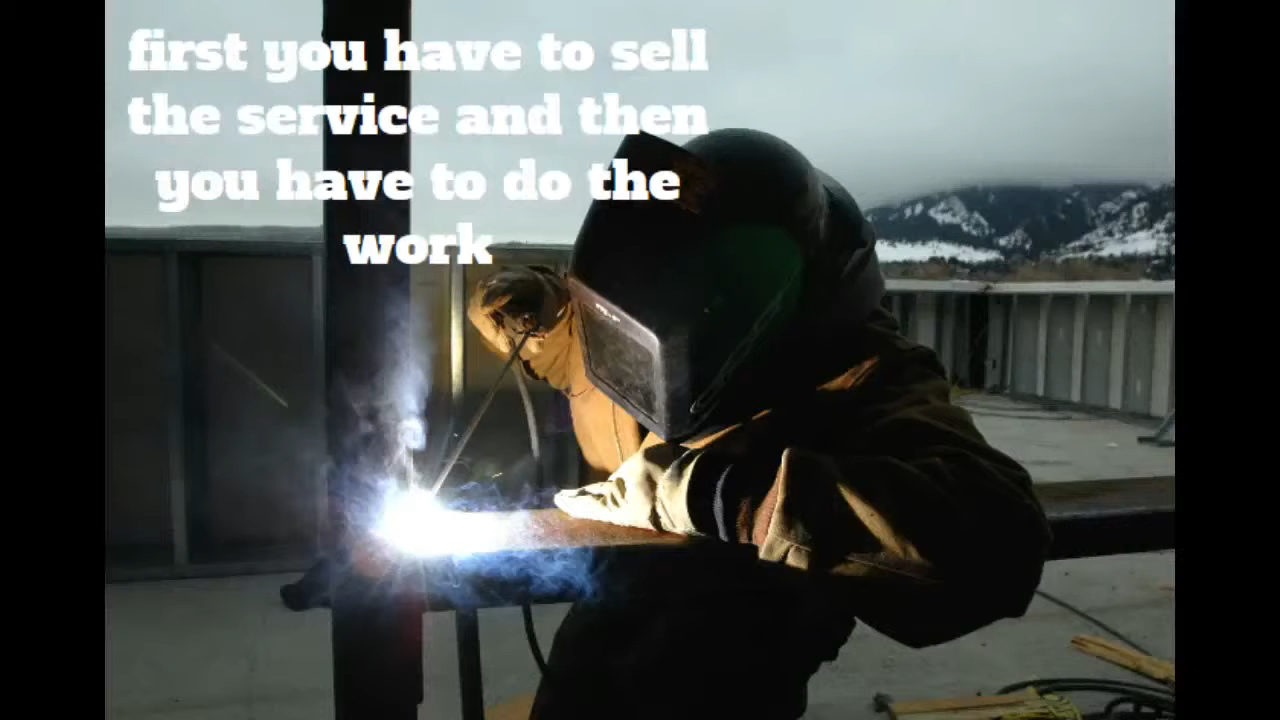 first you have to sell
the service and then
you have to do the
work